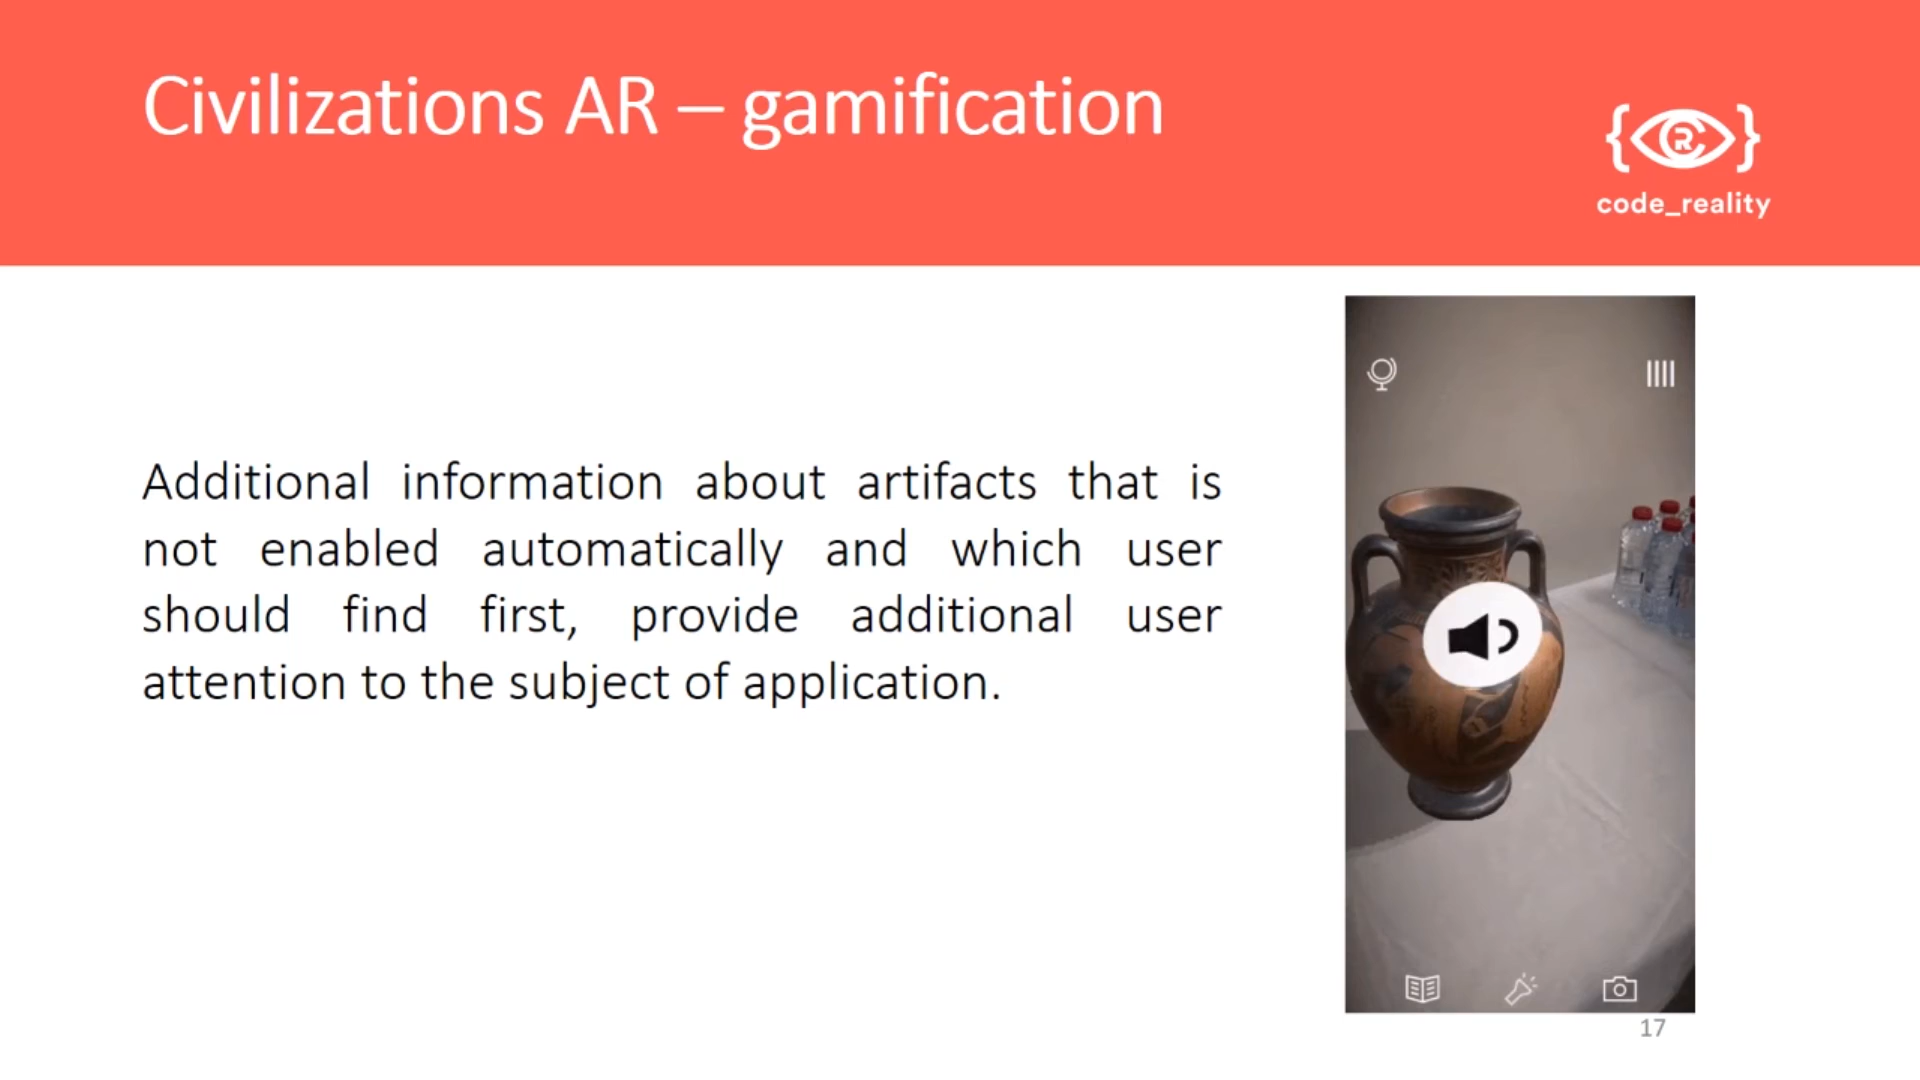 Civilizations AR – gamification
code_reality
Additional information about artifacts that is
not enabled automatically and which user
should find first, provide additional user
attention to the subject of application.
17